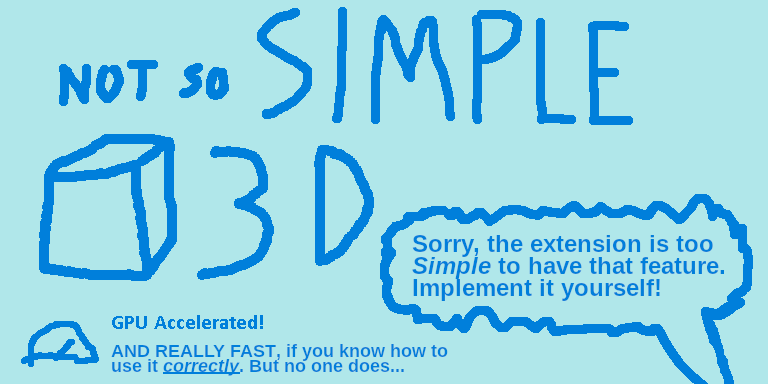 NOT SO SIMPLE
3D
Sorry, the extension is too
Simple to have that feature.
Implement it yourself!
GPU Accelerated!
AND REALLY FAST, if you know how to
use it correctly. But no one does...